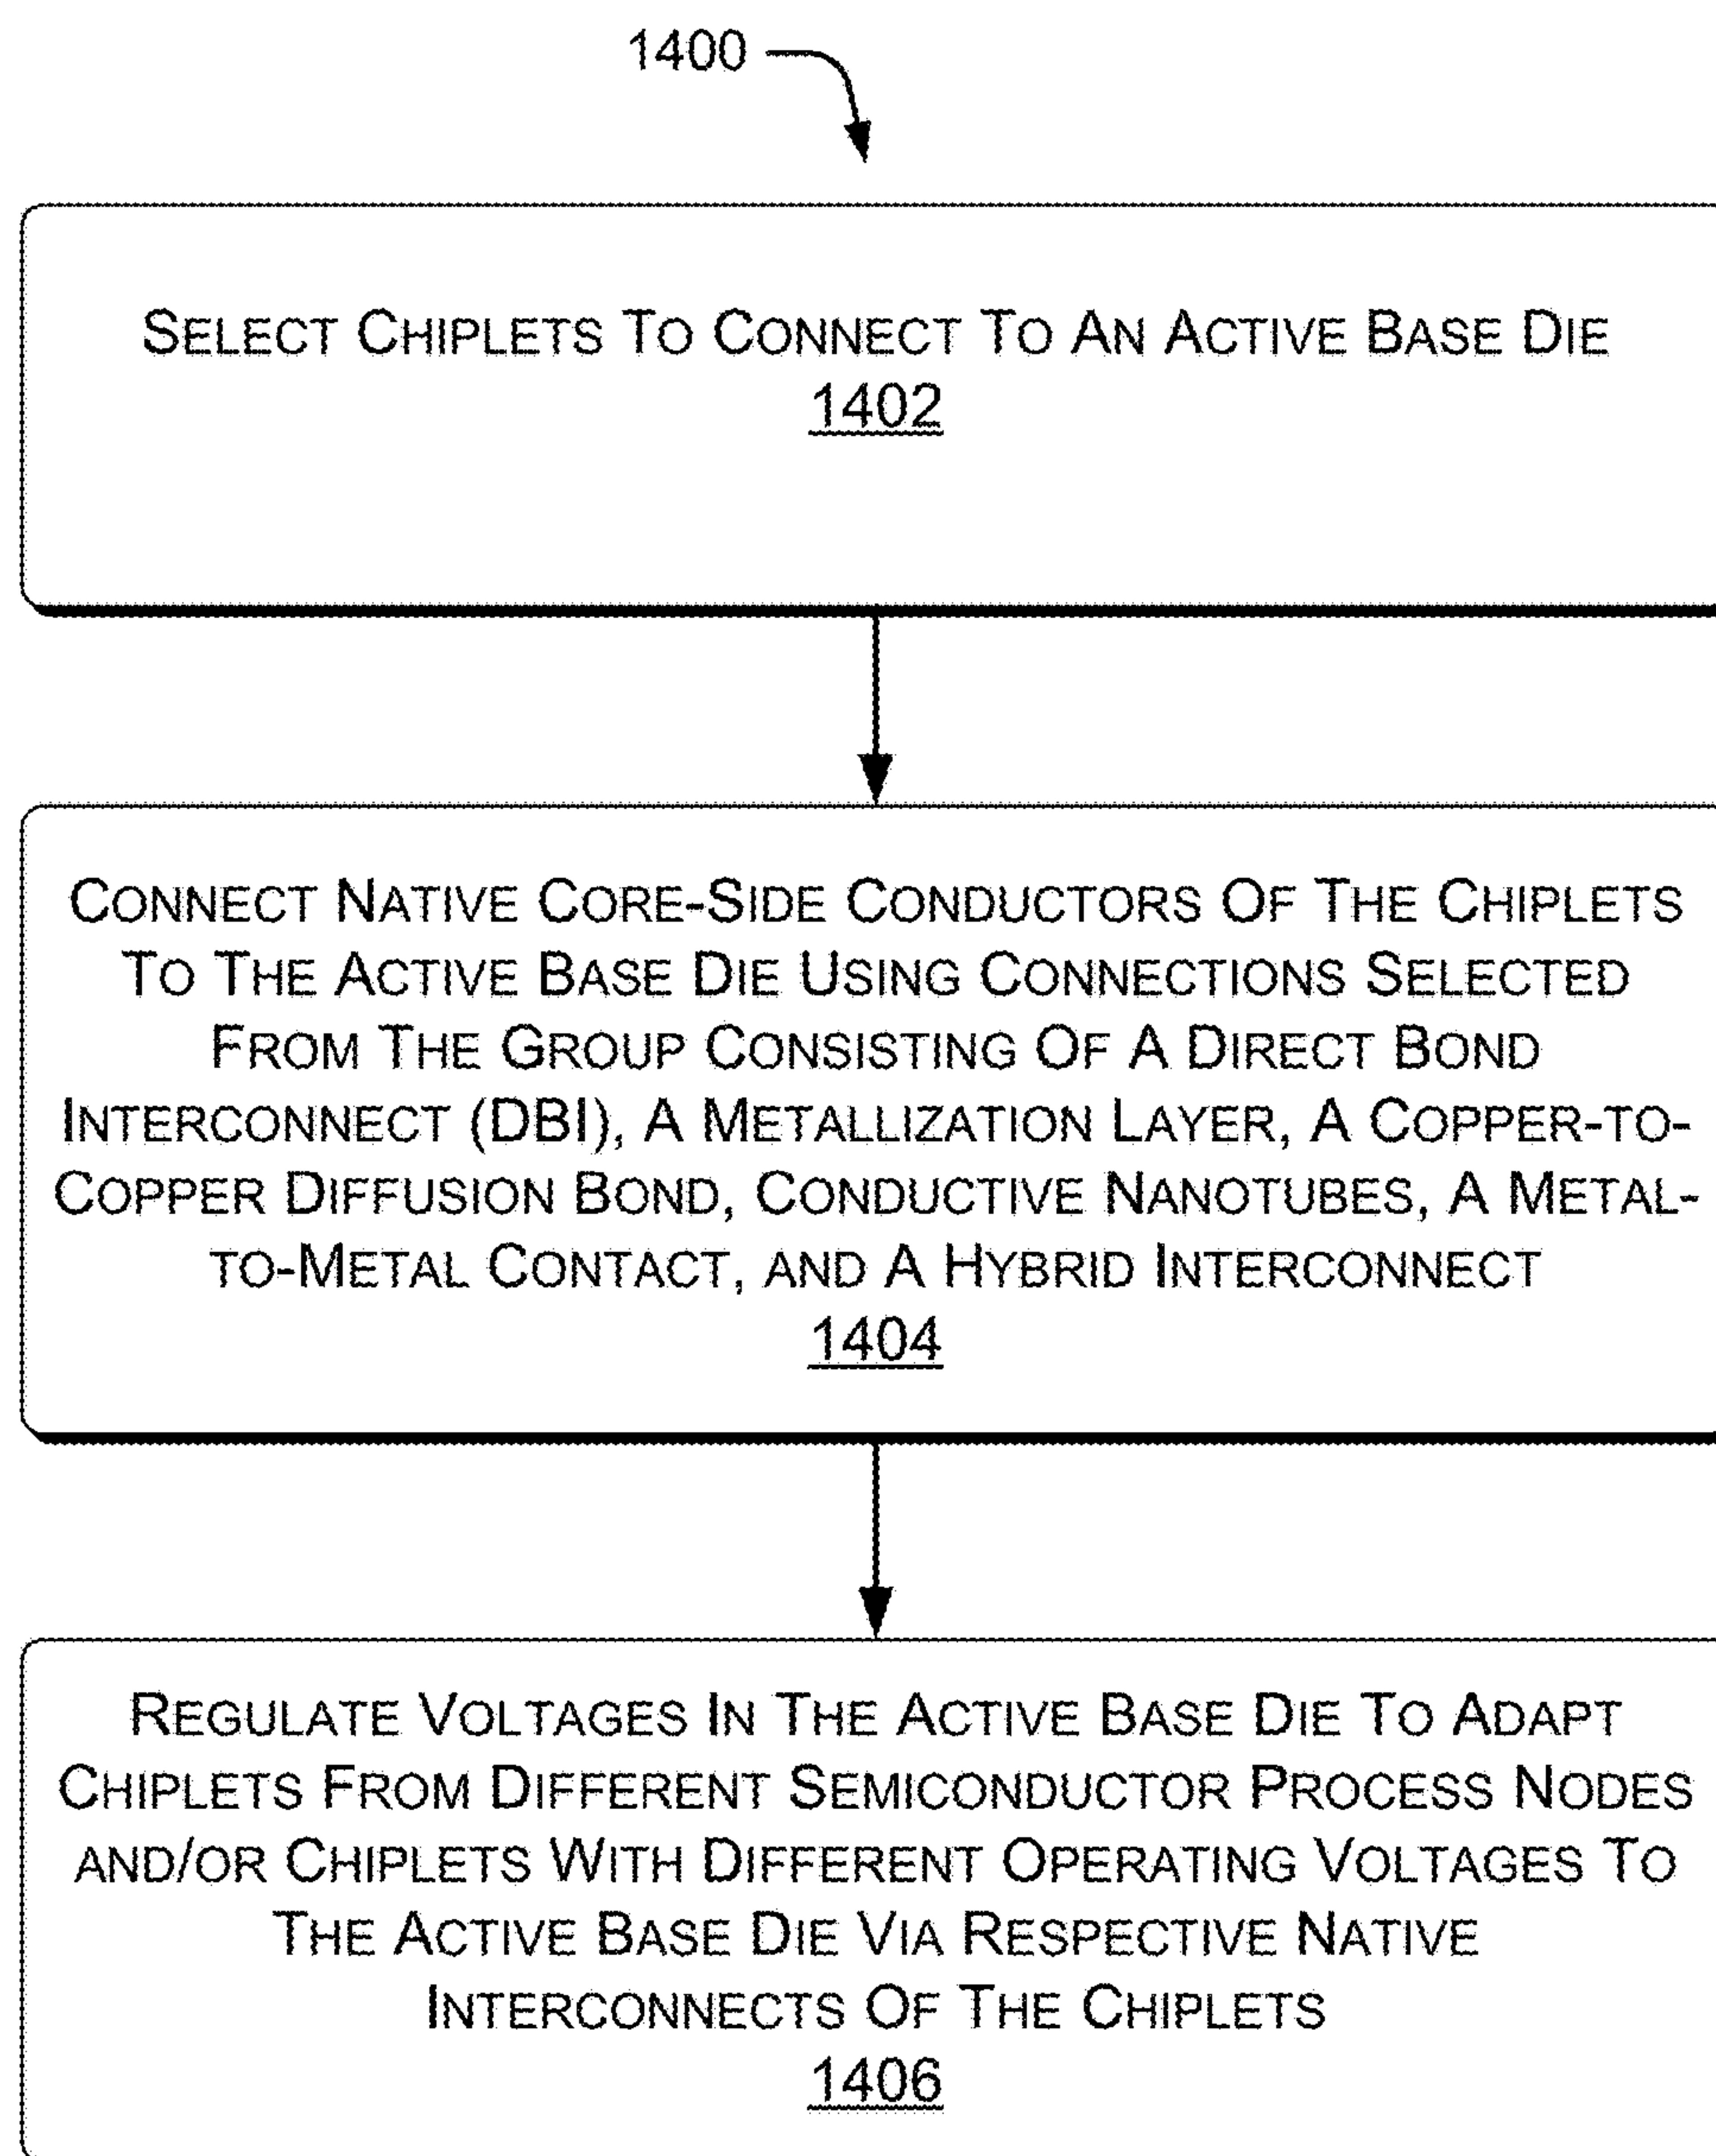 1400
SELECT CHIPLETS TO CONNECT TO AN ACTIVE BASE DIE
1402
CONNECT NATIVE CORE-SIDE CONDUCTORS OF THE CHIPLETS
TO THE ACTIVE BASE DIE USING CONNECTIONS SELECTED
FROM THE GROUP CONSISTING OF A DIRECT BOND
INTERCONNECT (DBI), A METALLIZATION LAYER, A COPPER-TO-
COPPER DIFFUSION BOND, CONDUCTIVE NANOTUBES, A METAL-
TO-METAL CONTACT, AND A HYBRID INTERCONNECT
1404
REGULATE VOLTAGES IN THE ACTIVE BASE DIE TO ADAPT
CHIPLETS FROM DIFFERENT SEMICONDUCTOR PROCESS NODES
AND/OR CHIPLETS WITH DIFFERENT OPERATING VOLTAGES TO
THE ACTIVE BASE DIE VIA RESPECTIVE NATIVE
INTERCONNECTS OF THE CHIPLETS
1406